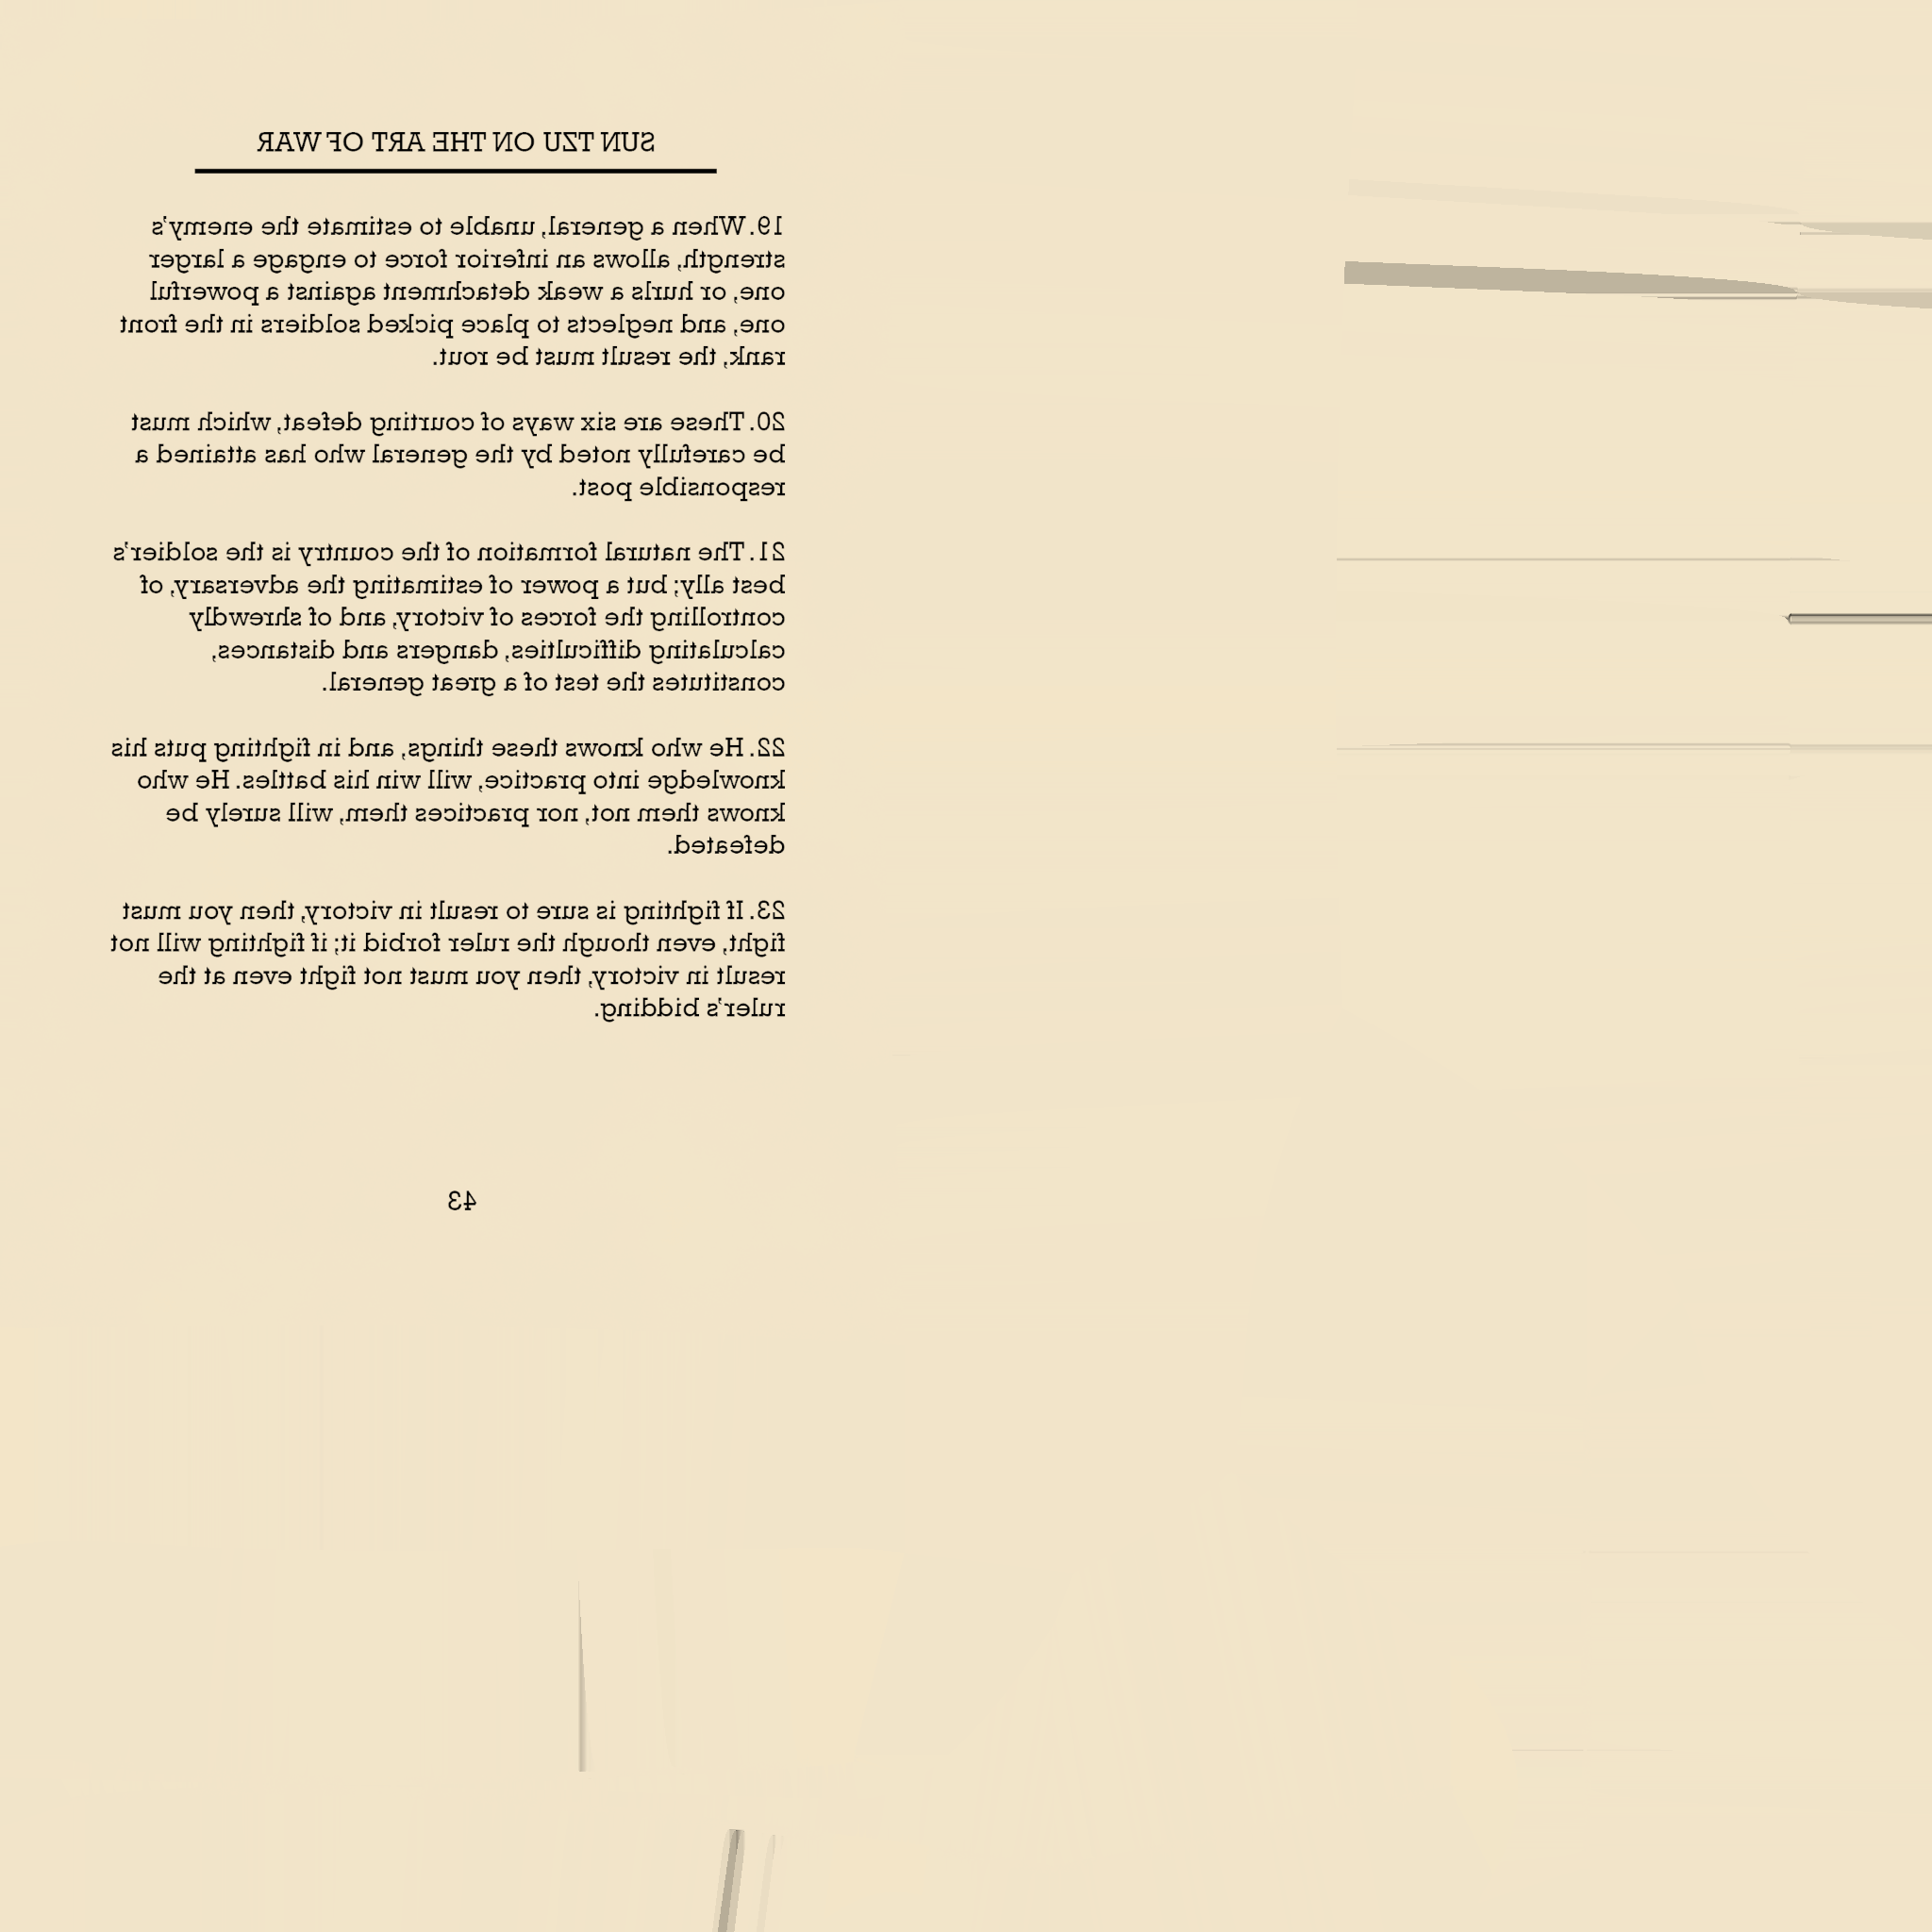 SUN TZU ON THE ART OF WAR
19. When a general, unable to estimate the enemy's
strength, allows an inferior force to engage a larger
one, or hurls a weak detachment against a powerful
one, and neglects to place picked soldiers in the front
rank, the result must be rout.
20. These are six ways of courting defeat, which must
be carefully noted by the general who has attained a
responsible post.
21. The natural formation of the country is the soldier's
best ally; but a power of estimating the adversary, of
controlling the forces of victory, and of shrewdly
calculating difficulties, dangers and distances,
constitutes the test of a great general.
22. He who knows these things, and in fighting puts his
knowledge into practice, will win his battles. He who
knows them not, nor practices them, will surely be
defeated.
23. If fighting is sure to result in victory, then you must
fight, even though the ruler forbid it; if fighting will not
result in victory, then you must not fight even at the
ruler's bidding.
43